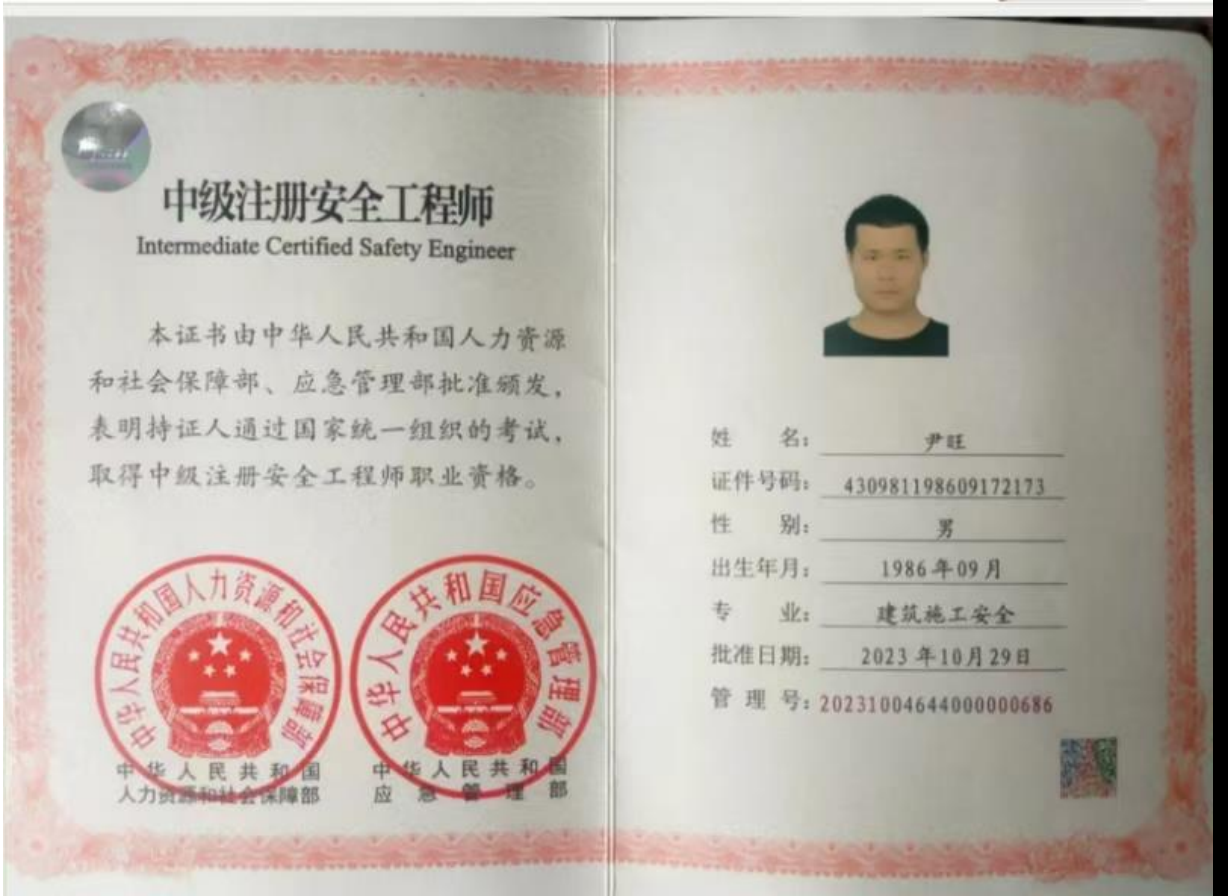 中级注册安全工程师
Intermediate Certified Safety Engineer
本证书由中华人民共和国人力资源
和社会保障部、应急管理部批准颁发，
表明持证人通过国家统一组织的考试，
取得中级注册安全工程师职业资格。
中华人民共和国人力资源和社会保障部
中华人民共和国应急管理部
中华人民共和国
人力资源和社会保障部
中华人民共和国
应急管理部
姓 名： 尹旺
证件号码： 430981198609172173
性 别： 男
出生年月： 1986年09月
专 业： 建筑施工安全
批准日期： 2023年10月29日
管 理 号： 20231004644000000686